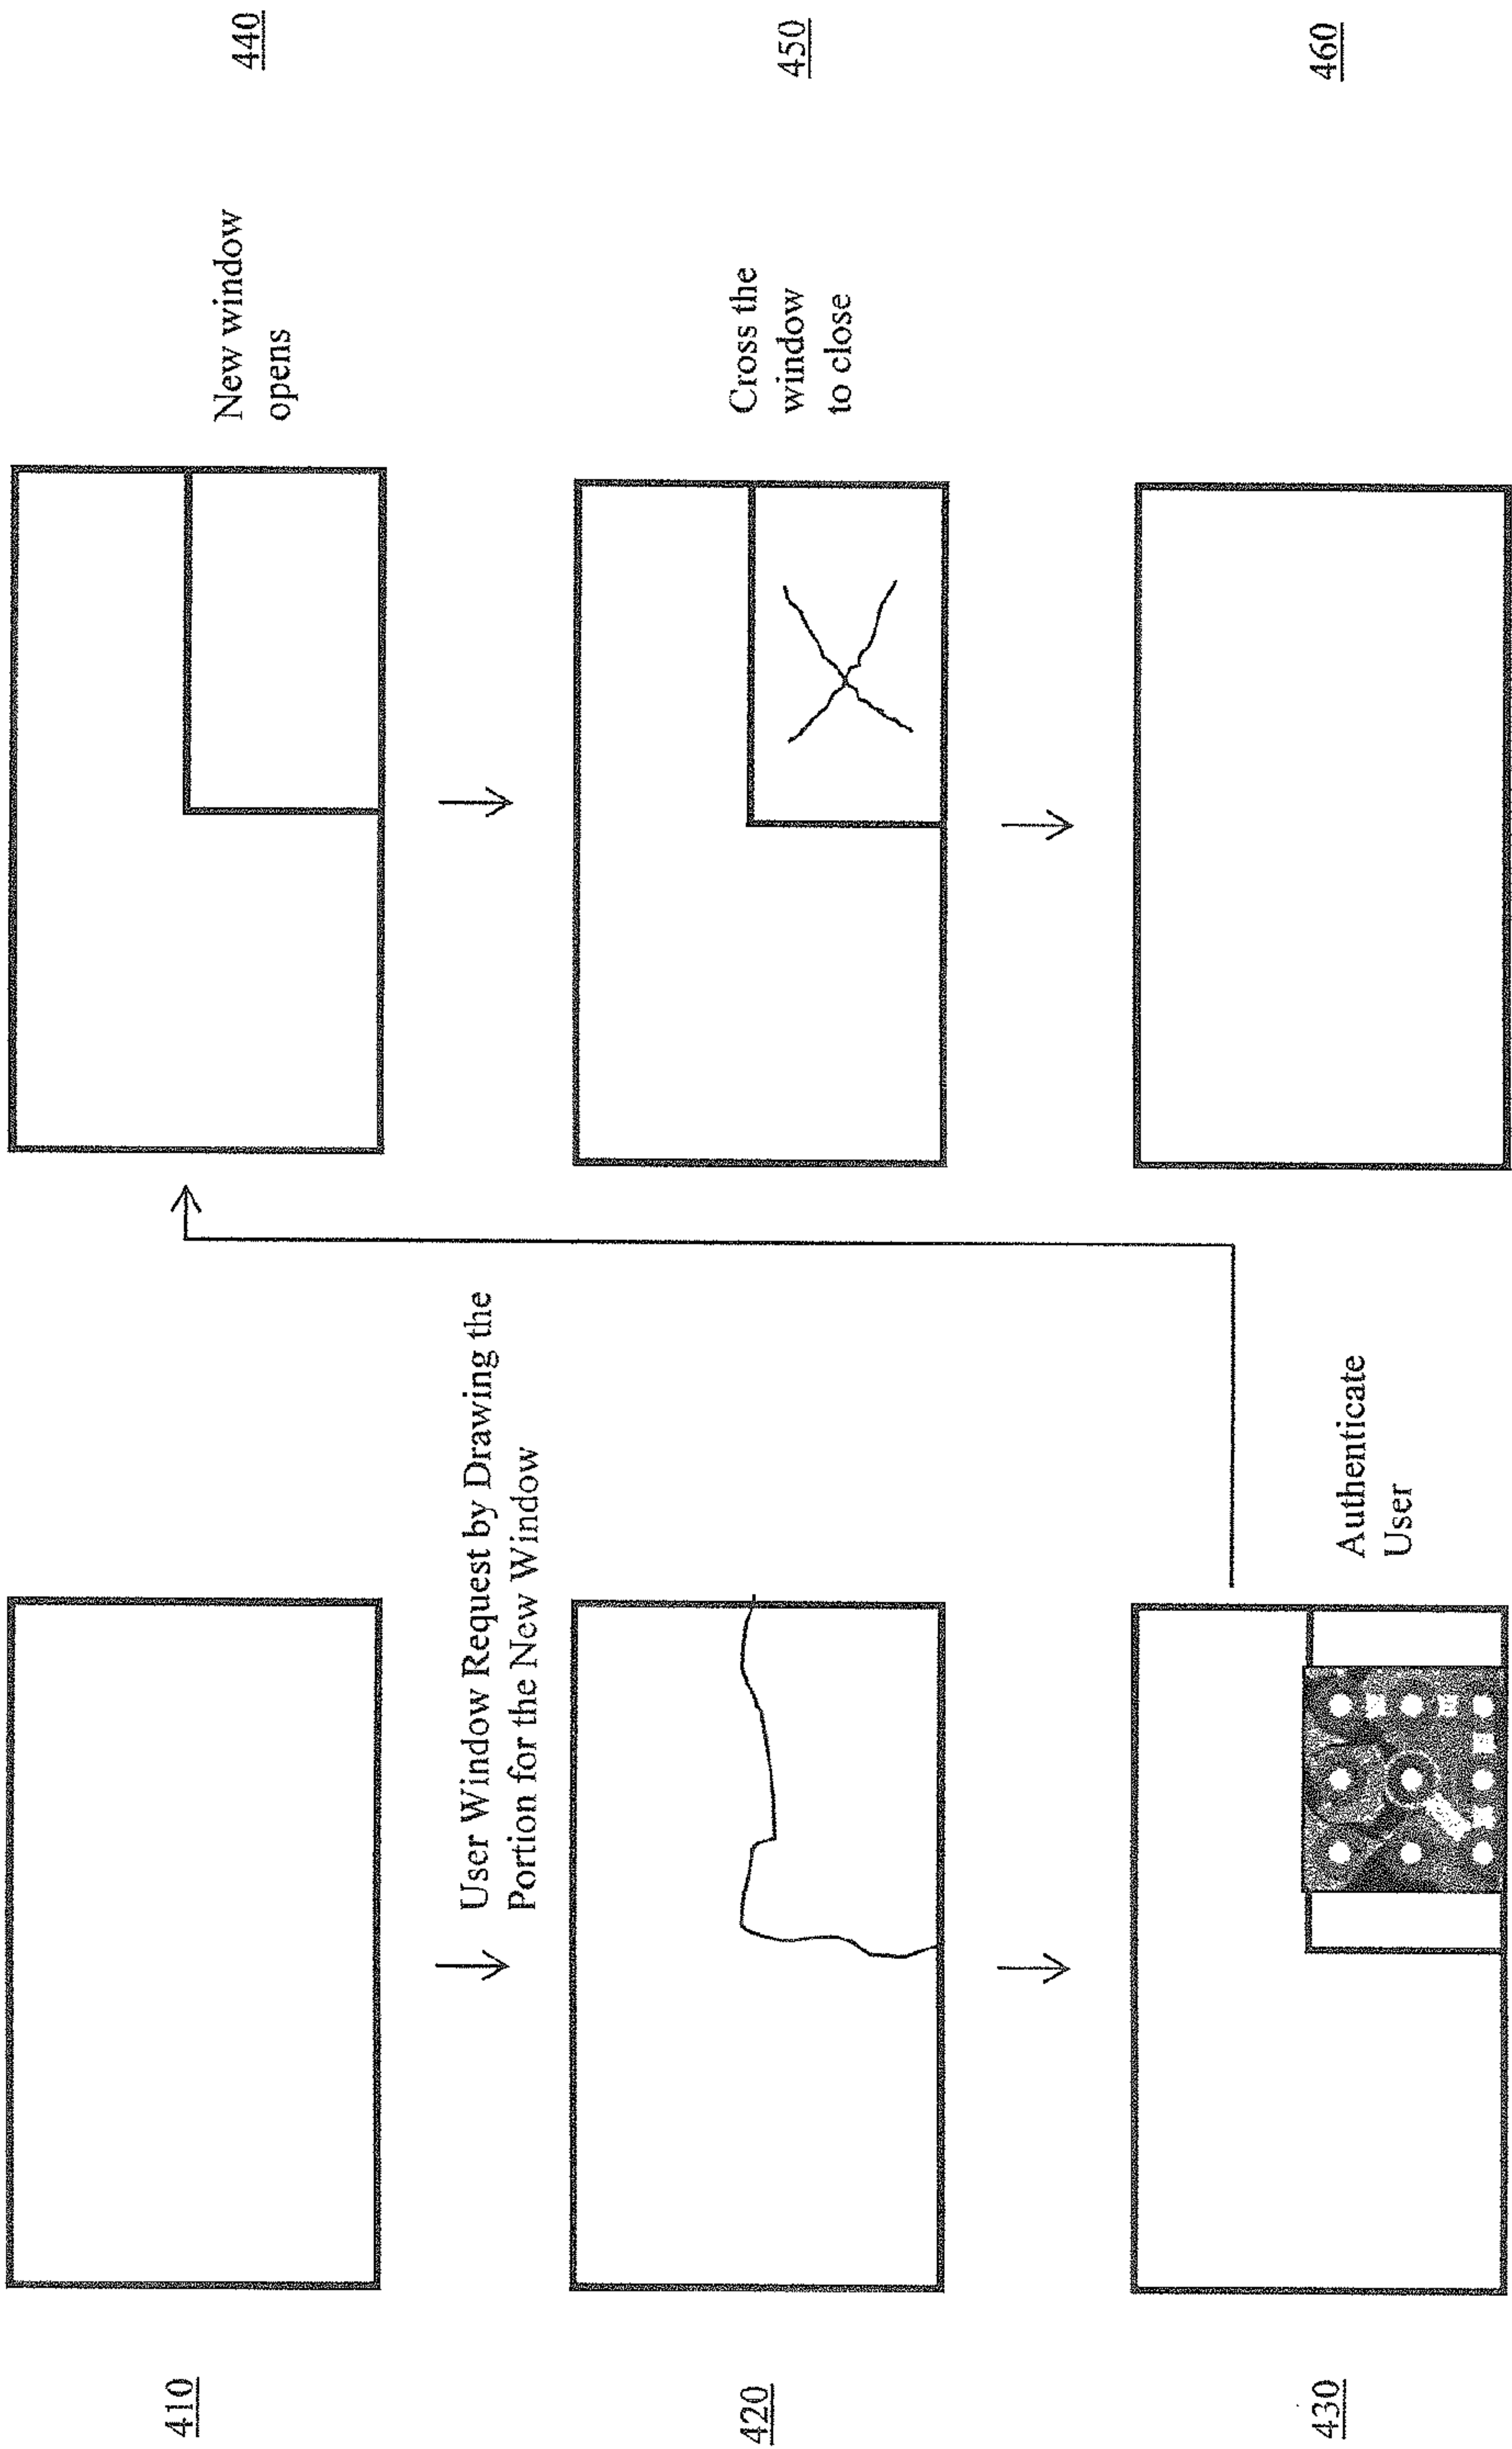 410
User Window Request by Drawing the
Portion for the New Window
420
430
Authenticate
User
440
New window
opens
450
Cross the
window
to close
460